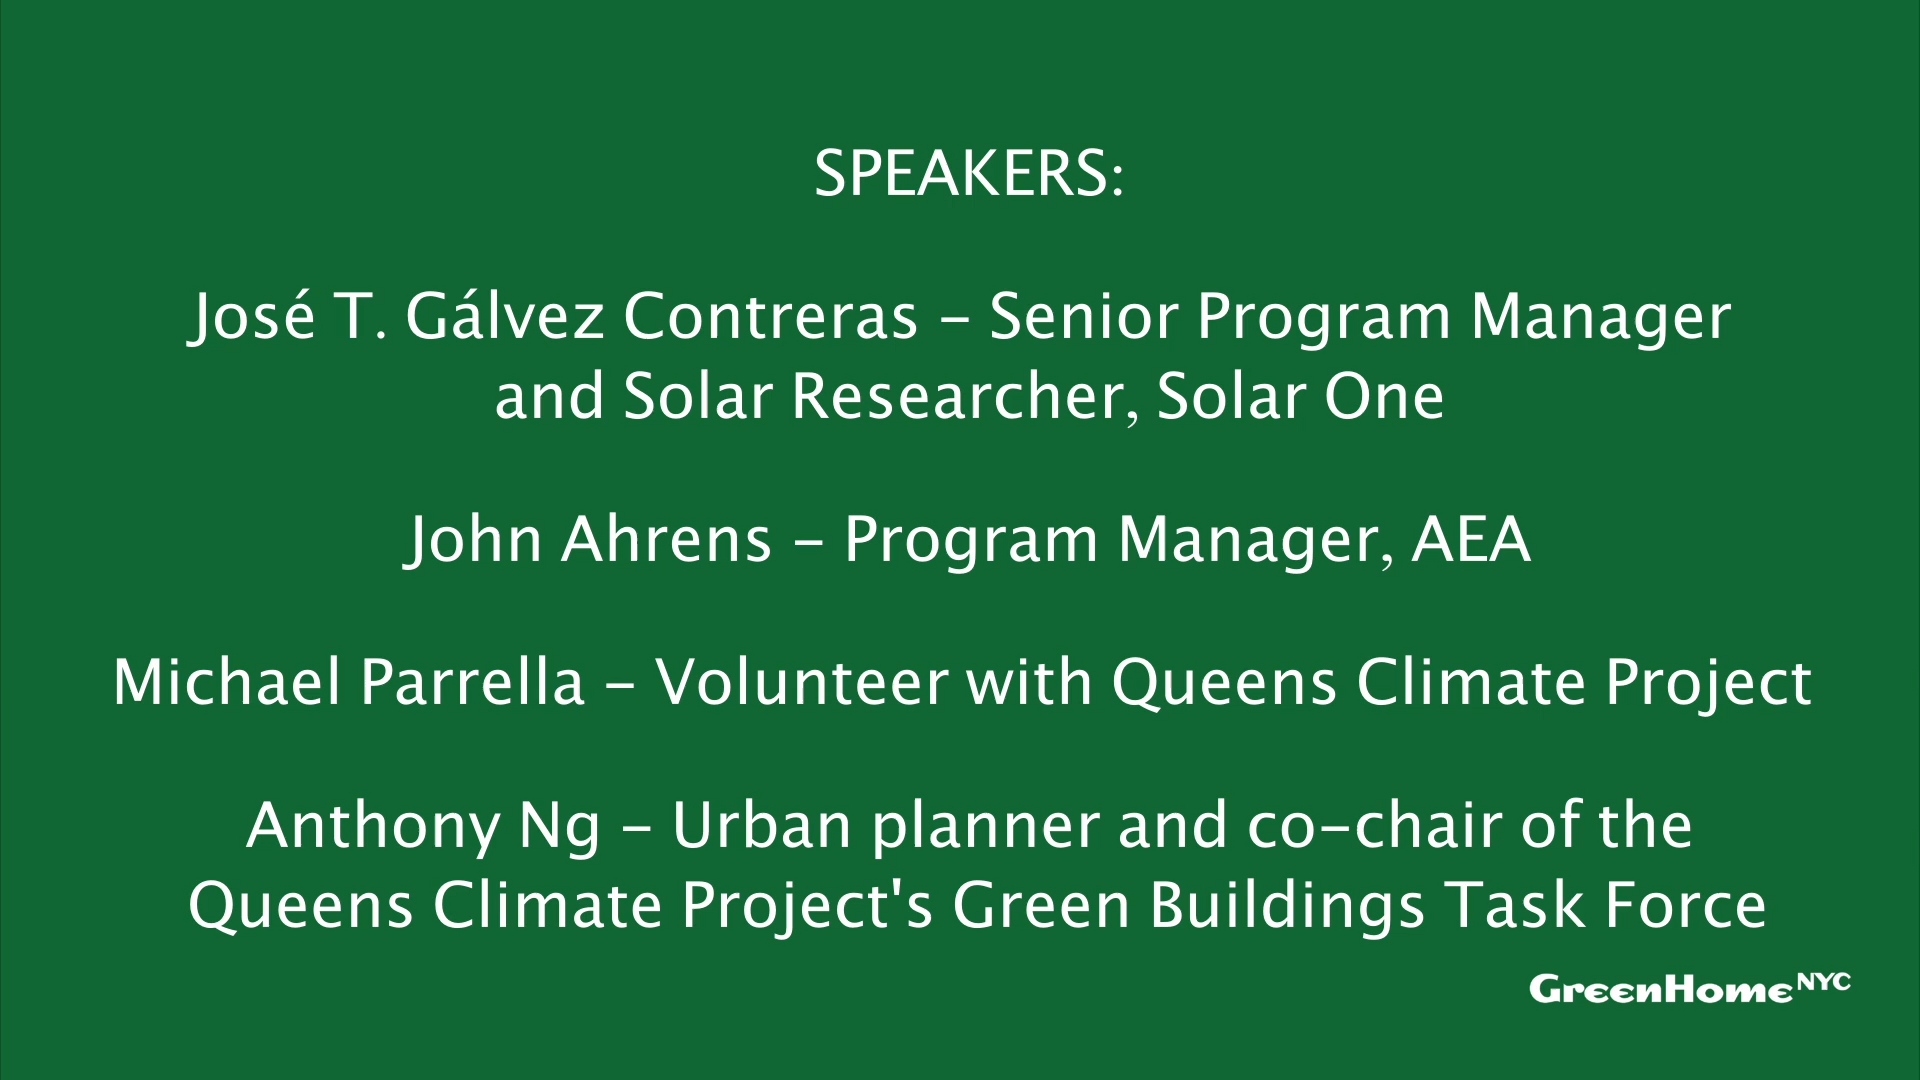 SPEAKERS:
José T. Gálvez Contreras - Senior Program Manager
and Solar Researcher, Solar One
John Ahrens - Program Manager, AEA
Michael Parrella - Volunteer with Queens Climate Project
Anthony Ng - Urban planner and co-chair of the
Queens Climate Project's Green Buildings Task Force
GreenHomeNYC